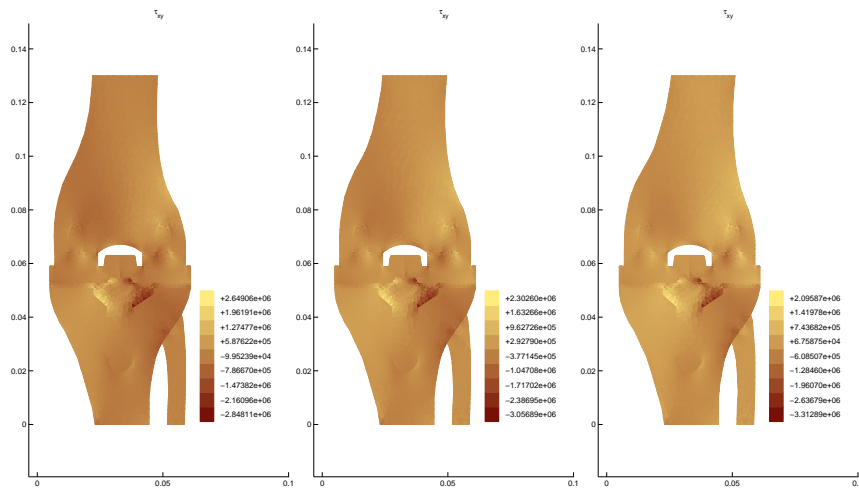 τxy
0.14
0.12
0.1
0.08
0.06
0.04
0.02
0
0
0.05
0.1
+2.64906e+06
+1.96191e+06
+1.27477e+06
+5.87622e+05
−9.95239e+04
−7.86670e+05
−1.47382e+06
−2.16096e+06
−2.84811e+06
τxy
0.14
0.12
0.1
0.08
0.06
0.04
0.02
0
0
0.05
0.1
+2.30260e+06
+1.63266e+06
+9.62726e+05
+2.92790e+05
−3.77145e+05
−1.04708e+06
−1.71702e+06
−2.38695e+06
−3.05689e+06
τxy
0.14
0.12
0.1
0.08
0.06
0.04
0.02
0
0
0.05
0.
+2.09587e+06
+1.41978e+06
+7.43682e+05
+6.75875e+04
−6.08507e+05
−1.28460e+06
−1.96070e+06
−2.63679e+06
−3.31289e+06